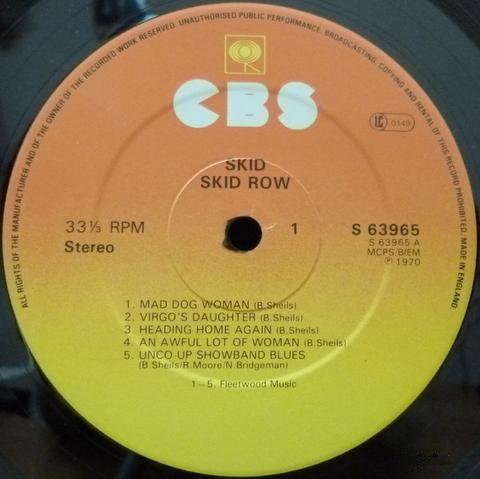 ALL RIGHTS OF THE MANUFACTURER AND OF THE OWNER OF THE RECORDED WORK RESERVED. UNAUTHORISED PUBLIC PERFORMANCE, BROADCASTING, COPYING AND RENTAL OF THIS RECORD PROHIBITED. MADE IN ENGLAND.
CBS
LC 0149
SKID
SKID ROW
33⅓ RPM
Stereo
1
S 63965
S 63965 A
MCPS/BIEM
℗ 1970
1. MAD DOG WOMAN (B.Sheils)
2. VIRGO'S DAUGHTER (B.Sheils)
3. HEADING HOME AGAIN (B.Sheils)
4. AN AWFUL LOT OF WOMAN (B.Sheils)
5. UNCO-UP SHOWBAND BLUES
(B.Sheils/R.Moore/N.Bridgeman)
1–5. Fleetwood Music